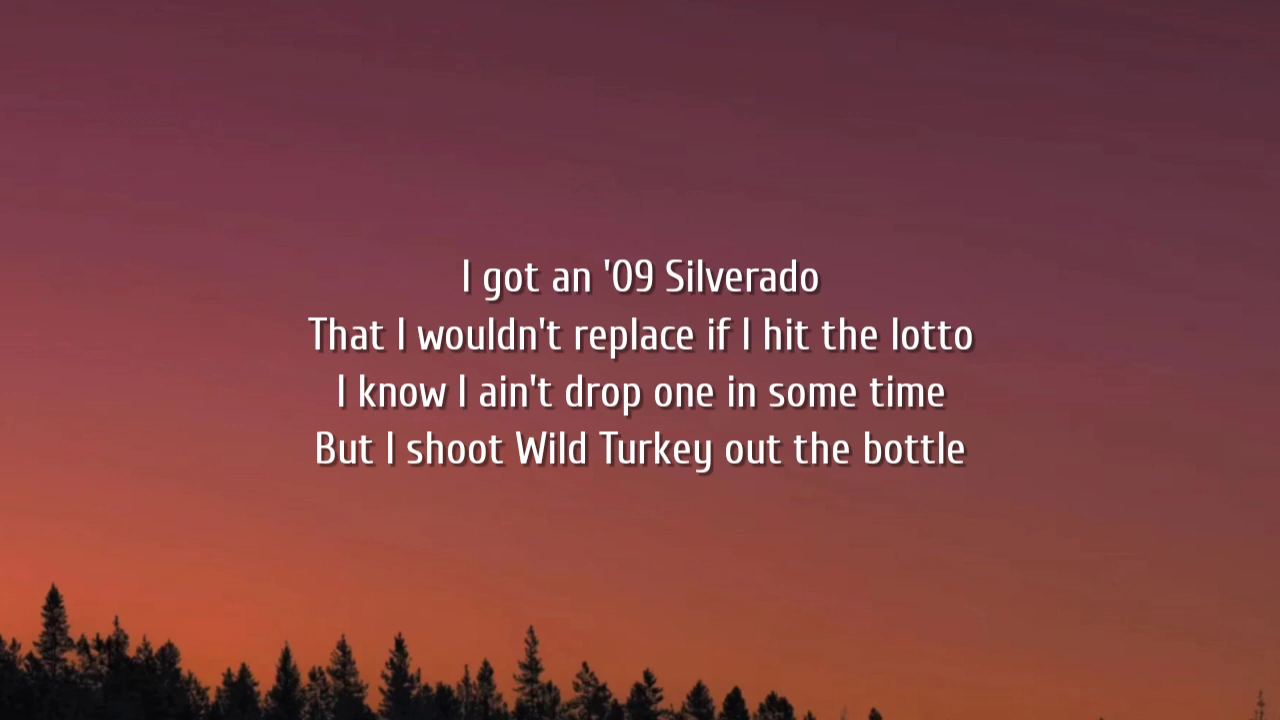 I got an '09 Silverado
That I wouldn't replace if I hit the lotto
I know I ain't drop one in some time
But I shoot Wild Turkey out the bottle